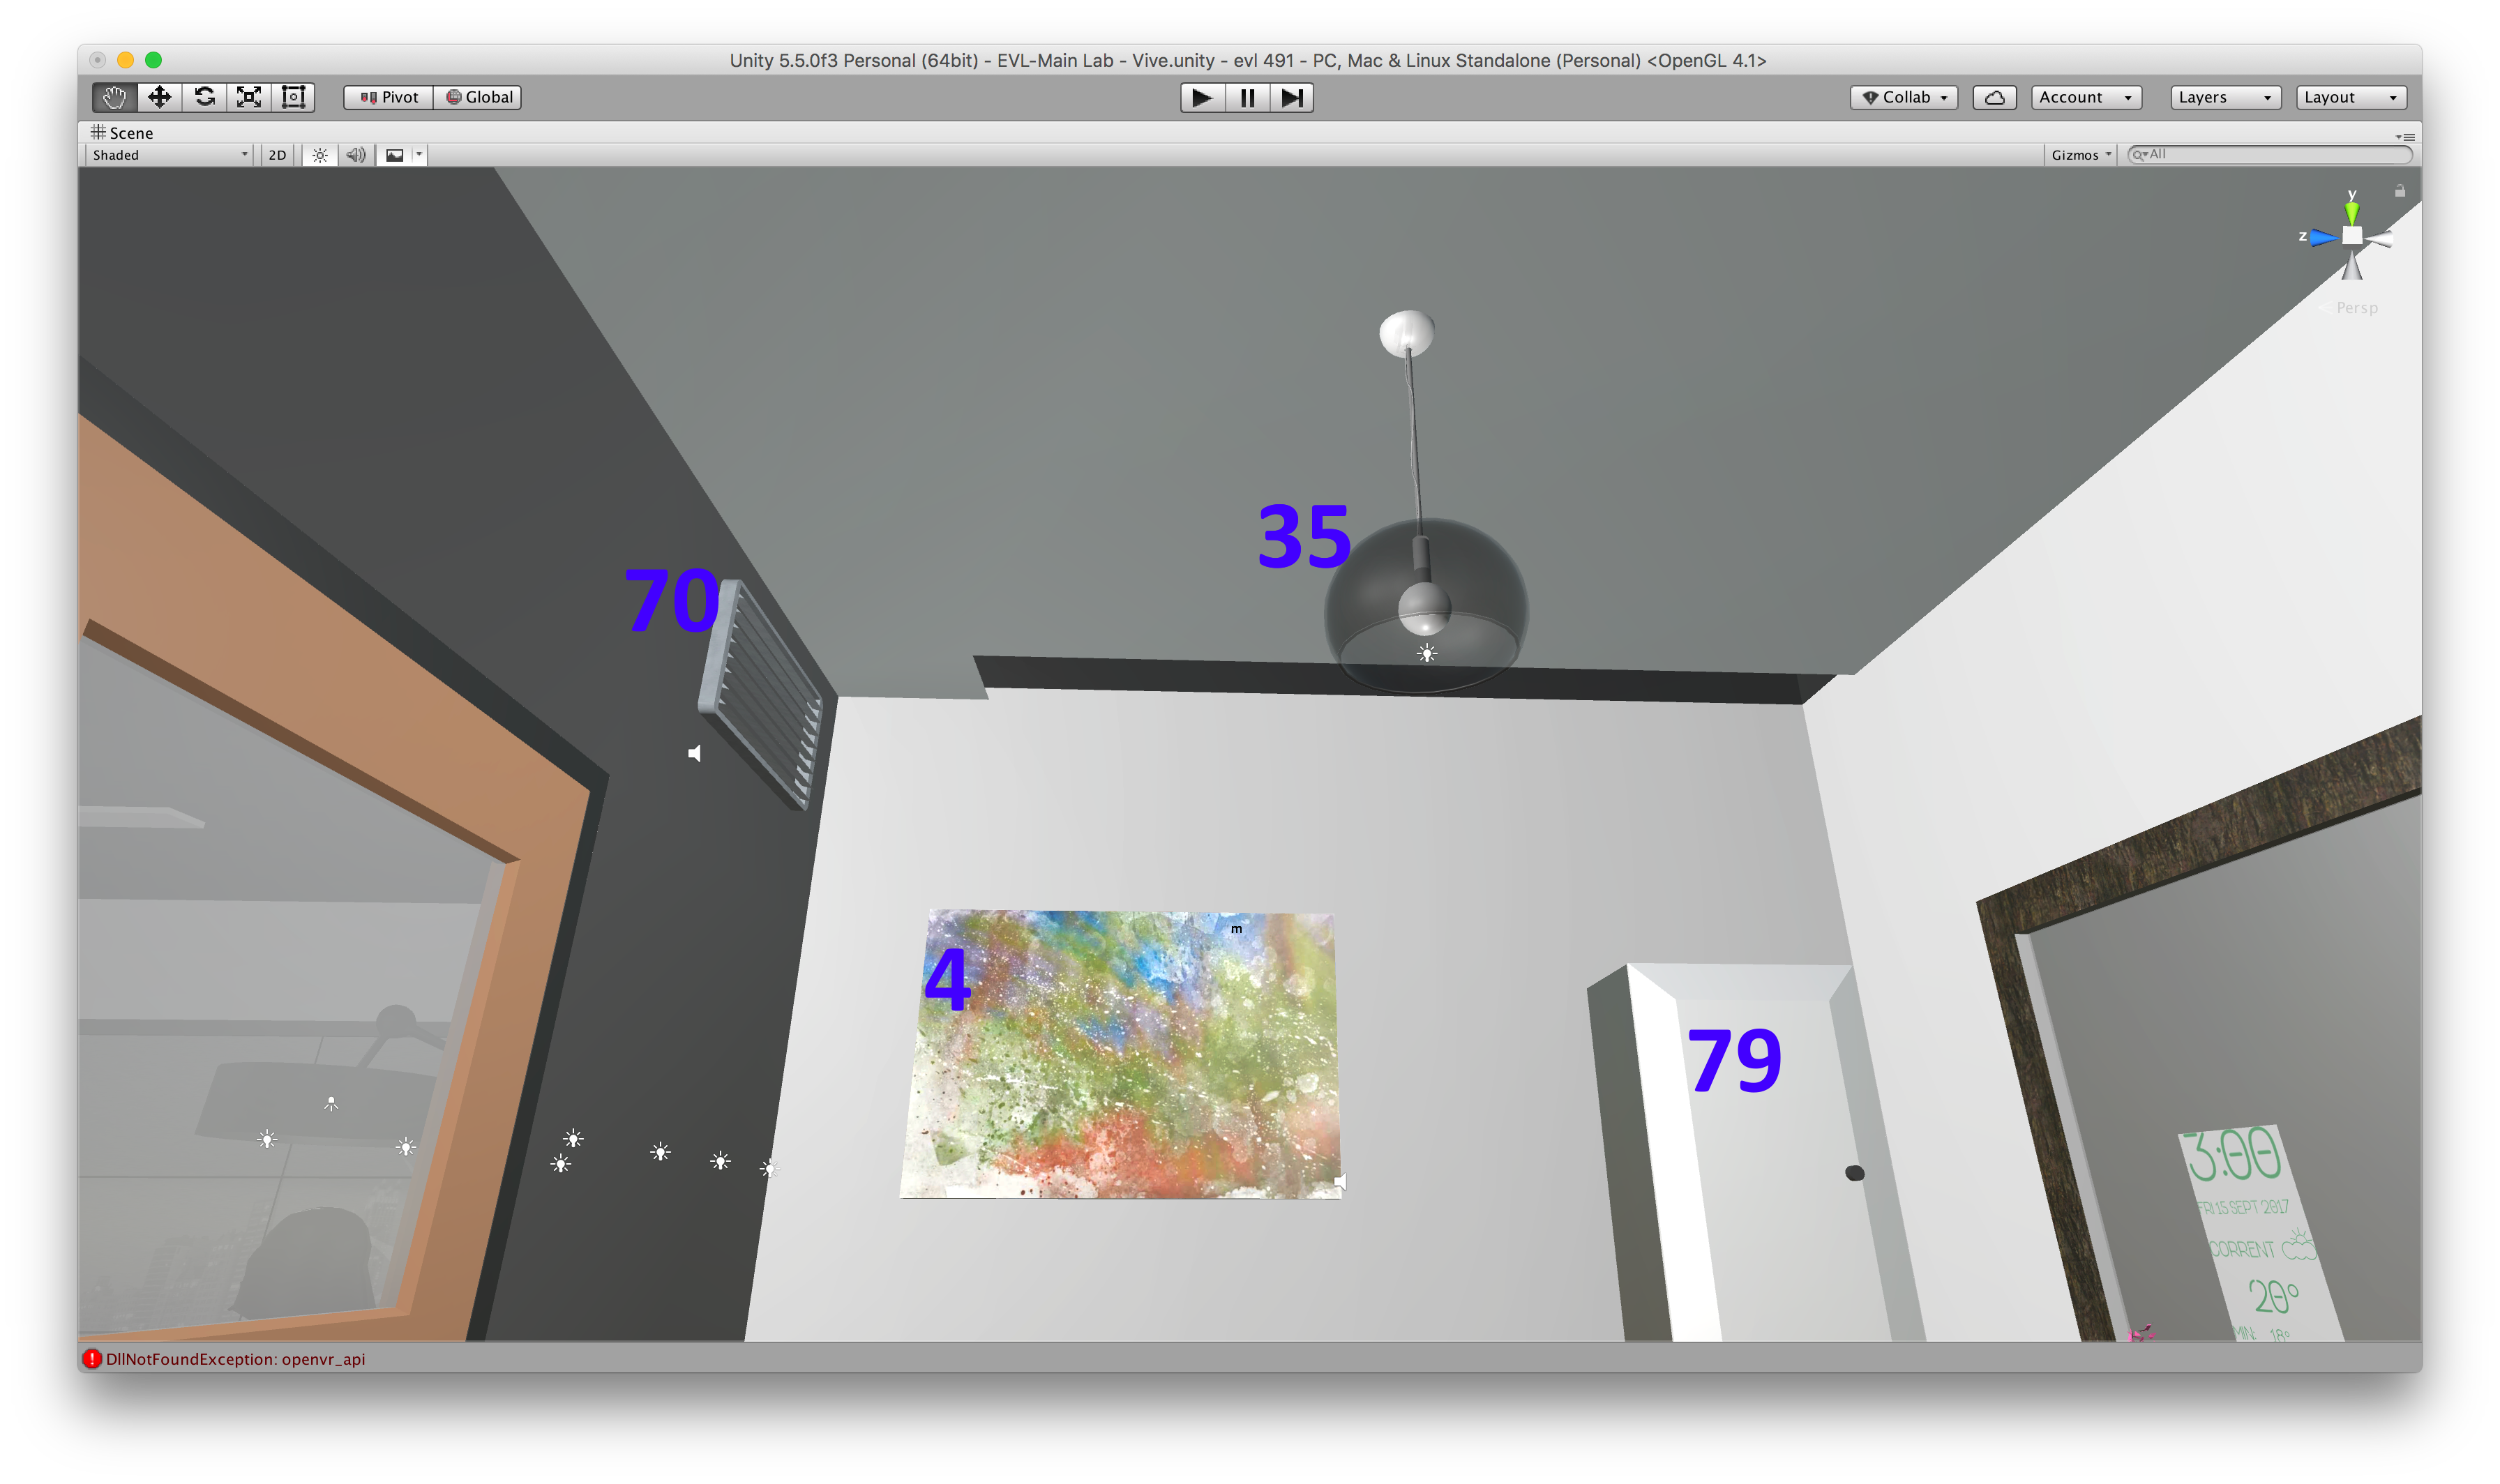 Unity 5.5.0f3 Personal (64bit) - EVL-Main Lab - Vive.unity - evl 491 - PC, Mac & Linux Standalone (Personal) <OpenGL 4.1>
Pivot Global Collab Account Layers Layout
Scene
Shaded 2D Gizmos All
y
z
Persp
35
70
m
4
79
3:00
FRI 15 SEPT 2017
CORRENT
20°
MIN: 18°
DllNotFoundException: openvr_api